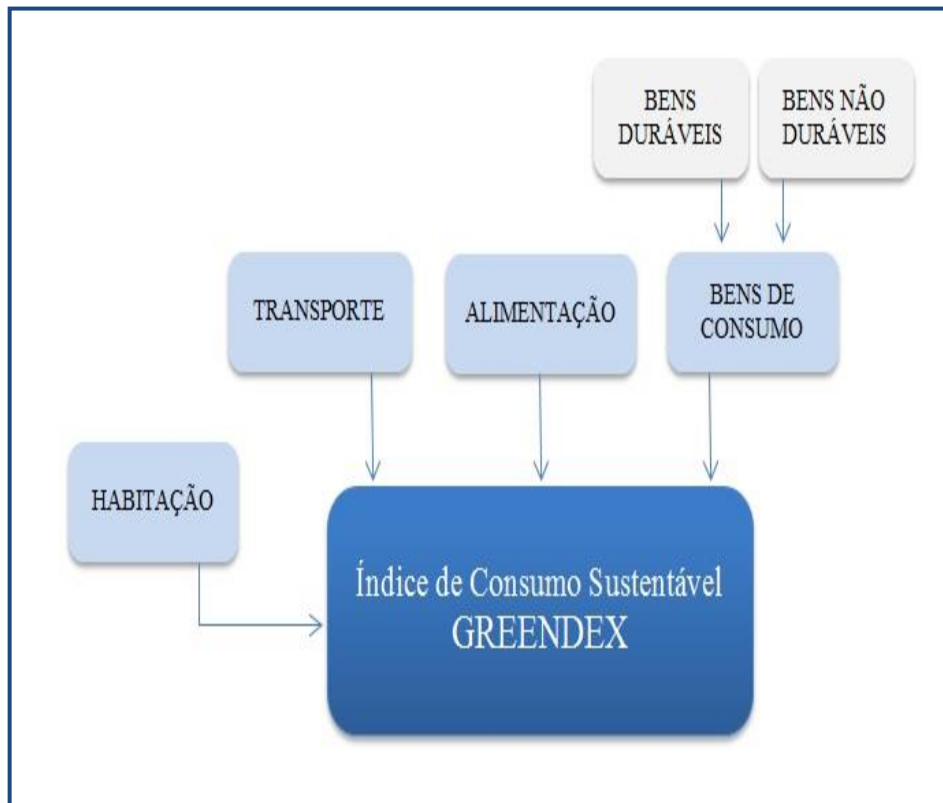 BENS
DURÁVEIS
BENS NÃO
DURÁVEIS
TRANSPORTE
ALIMENTAÇÃO
BENS DE
CONSUMO
HABITAÇÃO
Índice de Consumo Sustentável
GREENDEX